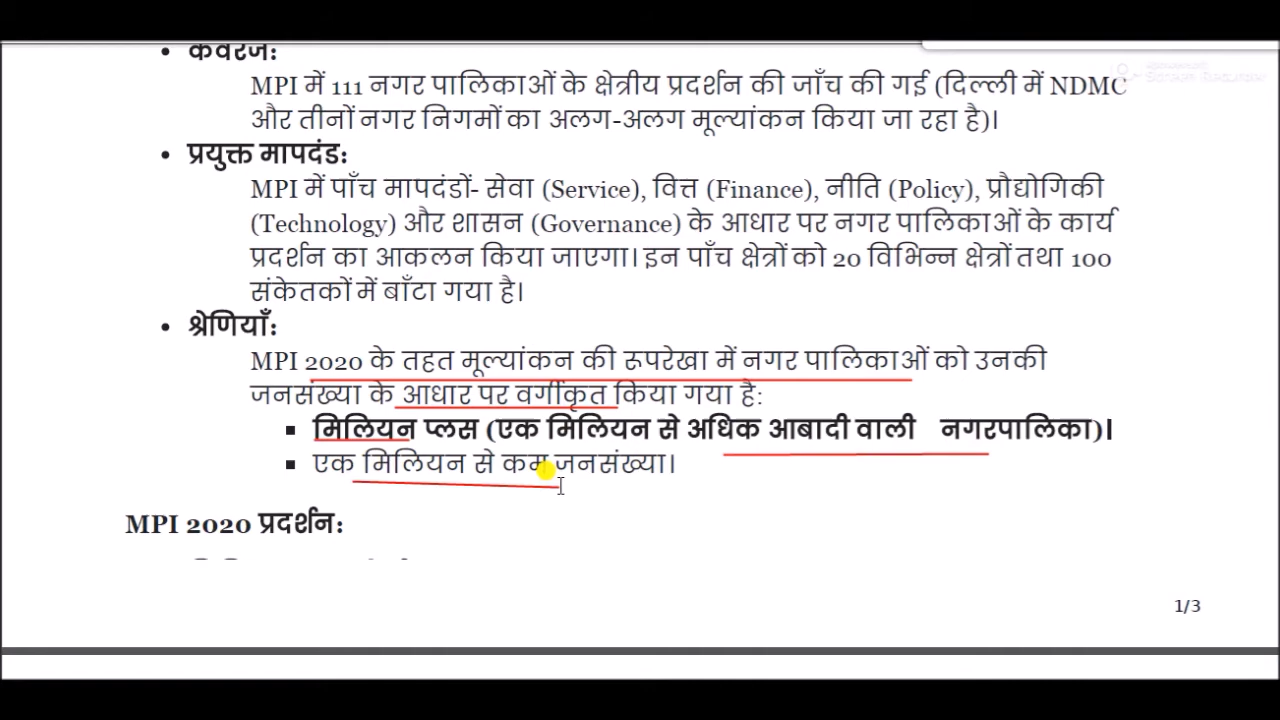 कवरेज:
MPI में 111 नगर पालिकाओं के क्षेत्रीय प्रदर्शन की जाँच की गई (दिल्ली में NDMC
और तीनों नगर निगमों का अलग-अलग मूल्यांकन किया जा रहा है)।
प्रयुक्त मापदंड:
MPI में पाँच मापदंडों- सेवा (Service), वित्त (Finance), नीति (Policy), प्रौद्योगिकी
(Technology) और शासन (Governance) के आधार पर नगर पालिकाओं के कार्य
प्रदर्शन का आकलन किया जाएगा। इन पाँच क्षेत्रों को 20 विभिन्न क्षेत्रों तथा 100
संकेतकों में बाँटा गया है।
श्रेणियाँ:
MPI 2020 के तहत मूल्यांकन की रूपरेखा में नगर पालिकाओं को उनकी
जनसंख्या के आधार पर वर्गीकृत किया गया है:
मिलियन प्लस (एक मिलियन से अधिक आबादी वाली नगरपालिका)।
एक मिलियन से कम जनसंख्या।
MPI 2020 प्रदर्शन:
1/3